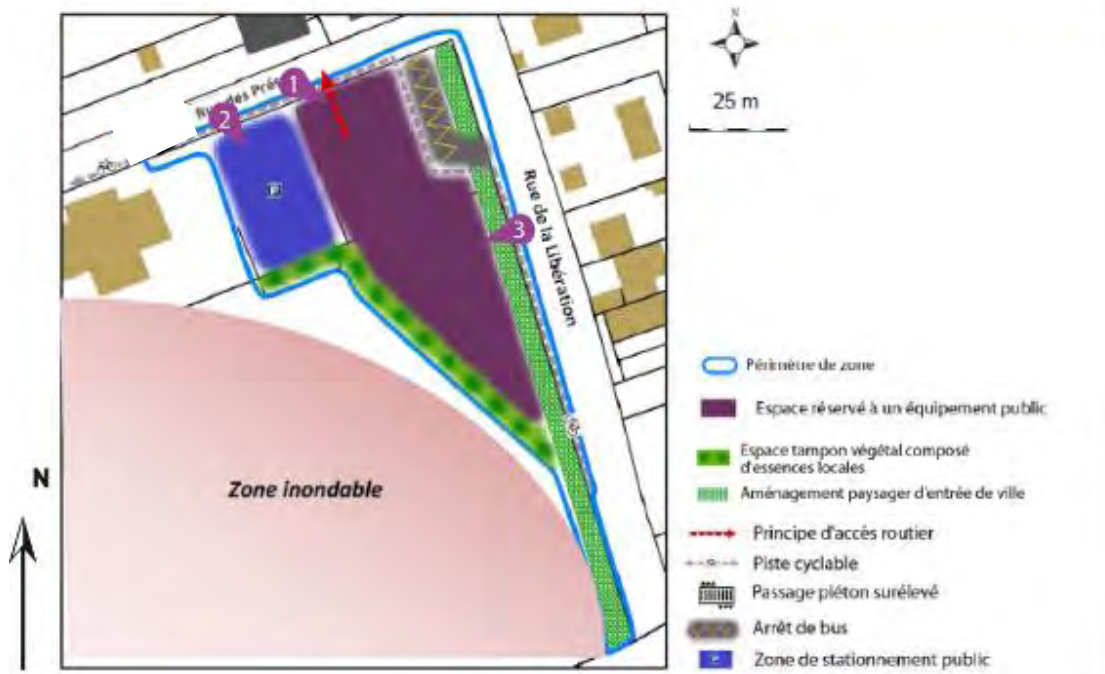 N
25 m
Rue des Prés
1
2
3
P
Rue de la Libération
Zone inondable
N
Périmètre de zone
Espace réservé à un équipement public
Espace tampon végétal composé
d'essences locales
Aménagement paysager d'entrée de ville
Principe d'accès routier
Piste cyclable
Passage piéton surélevé
Arrêt de bus
P
Zone de stationnement public